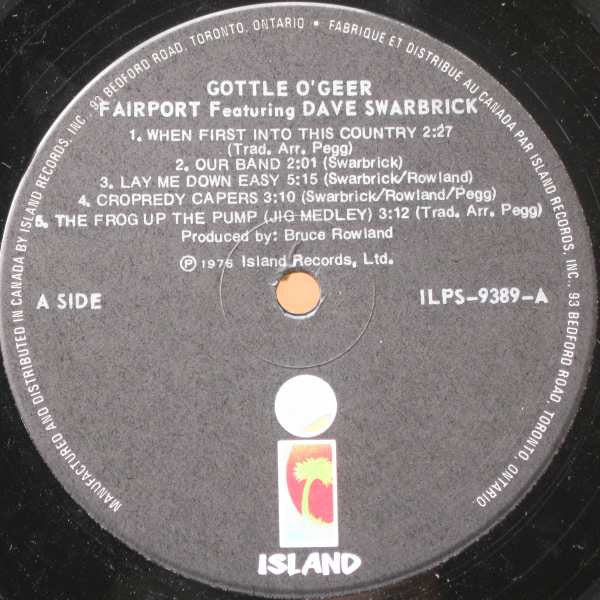 MANUFACTURED AND DISTRIBUTED IN CANADA BY ISLAND RECORDS, INC. 93 BEDFORD ROAD, TORONTO, ONTARIO • FABRIQUE ET DISTRIBUE AU CANADA PAR ISLAND RECORDS, INC., 93 BEDFORD ROAD, TORONTO, ONTARIO.
GOTTLE O'GEER
FAIRPORT Featuring DAVE SWARBRICK
1. WHEN FIRST INTO THIS COUNTRY 2:27
(Trad. Arr. Pegg)
2. OUR BAND 2:01 (Swarbrick)
3. LAY ME DOWN EASY 5:15 (Swarbrick/Rowland)
4. CROPREDY CAPERS 3:10 (Swarbrick/Rowland/Pegg)
5. THE FROG UP THE PUMP (JIG MEDLEY) 3:12 (Trad. Arr. Pegg)
Produced by: Bruce Rowland
℗ 1976 Island Records, Ltd.
A SIDE
ILPS-9389-A
ISLAND